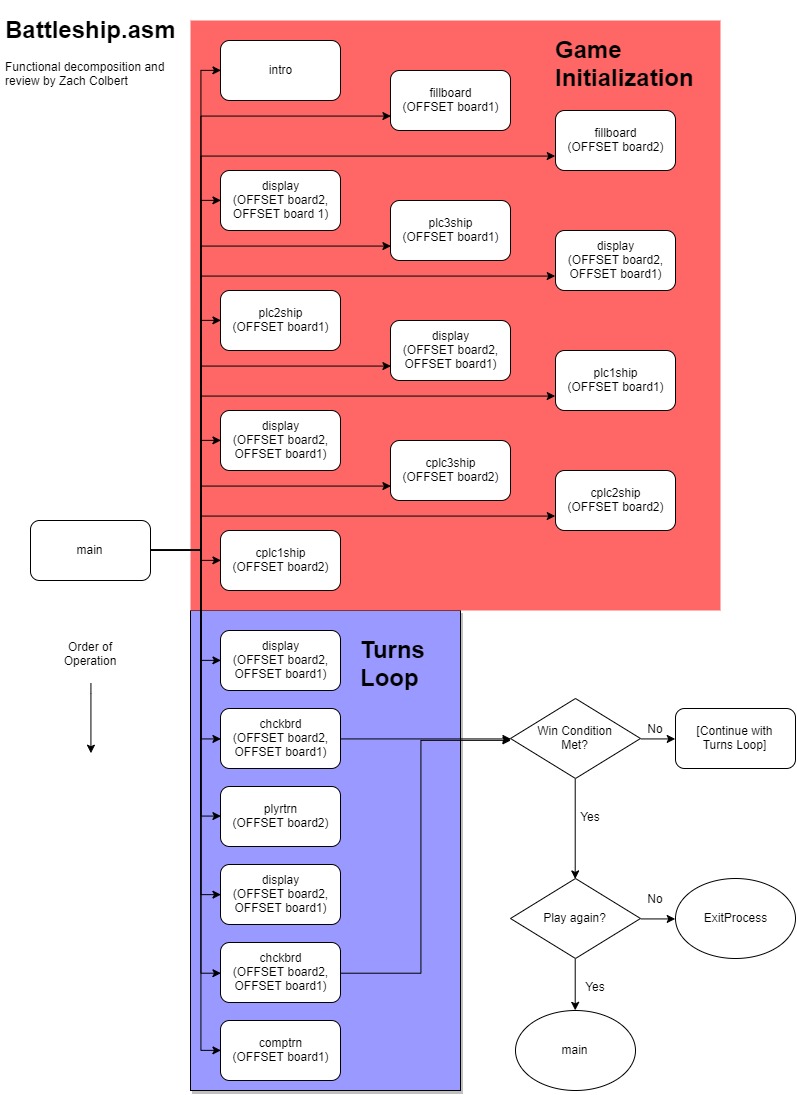 Battleship.asm
Functional decomposition and
review by Zach Colbert
Game
Initialization
intro
fillboard
(OFFSET board1)
fillboard
(OFFSET board2)
display
(OFFSET board2,
OFFSET board 1)
plc3ship
(OFFSET board1)
display
(OFFSET board2,
OFFSET board1)
plc2ship
(OFFSET board1)
display
(OFFSET board2,
OFFSET board1)
plc1ship
(OFFSET board1)
display
(OFFSET board2,
OFFSET board1)
cplc3ship
(OFFSET board2)
cplc2ship
(OFFSET board2)
main
cplc1ship
(OFFSET board2)
Order of
Operation
Turns
Loop
display
(OFFSET board2,
OFFSET board1)
chckbrd
(OFFSET board2,
OFFSET board1)
Win Condition
Met?
No
[Continue with
Turns Loop]
plyrtrn
(OFFSET board2)
Yes
display
(OFFSET board2,
OFFSET board1)
Play again?
No
ExitProcess
chckbrd
(OFFSET board2,
OFFSET board1)
Yes
comptrn
(OFFSET board1)
main